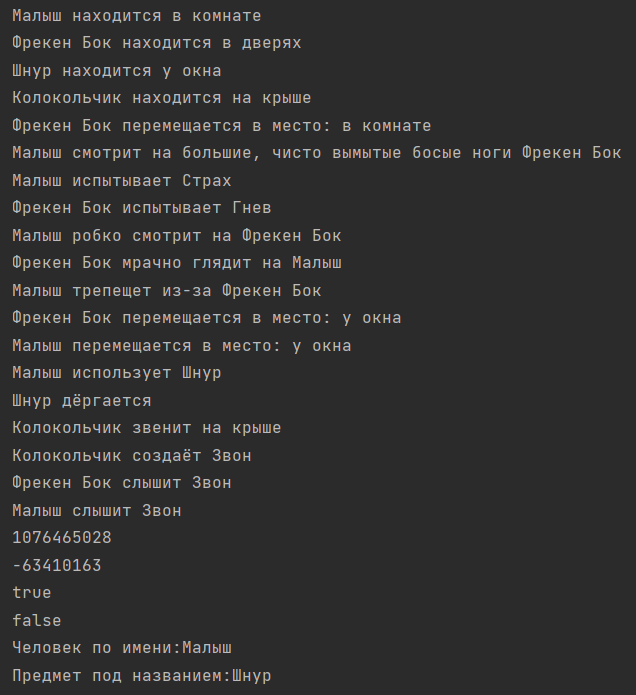 Малыш находится в комнате
Фрекен Бок находится в дверях
Шнур находится у окна
Колокольчик находится на крыше
Фрекен Бок перемещается в место: в комнате
Малыш смотрит на большие, чисто вымытые босые ноги Фрекен Бок
Малыш испытывает Страх
Фрекен Бок испытывает Гнев
Малыш робко смотрит на Фрекен Бок
Фрекен Бок мрачно глядит на Малыш
Малыш трепещет из-за Фрекен Бок
Фрекен Бок перемещается в место: у окна
Малыш перемещается в место: у окна
Малыш использует Шнур
Шнур дёргается
Колокольчик звенит на крыше
Колокольчик создаёт Звон
Фрекен Бок слышит Звон
Малыш слышит Звон
1076465028
-63410163
true
false
Человек по имени:Малыш
Предмет под названием:Шнур